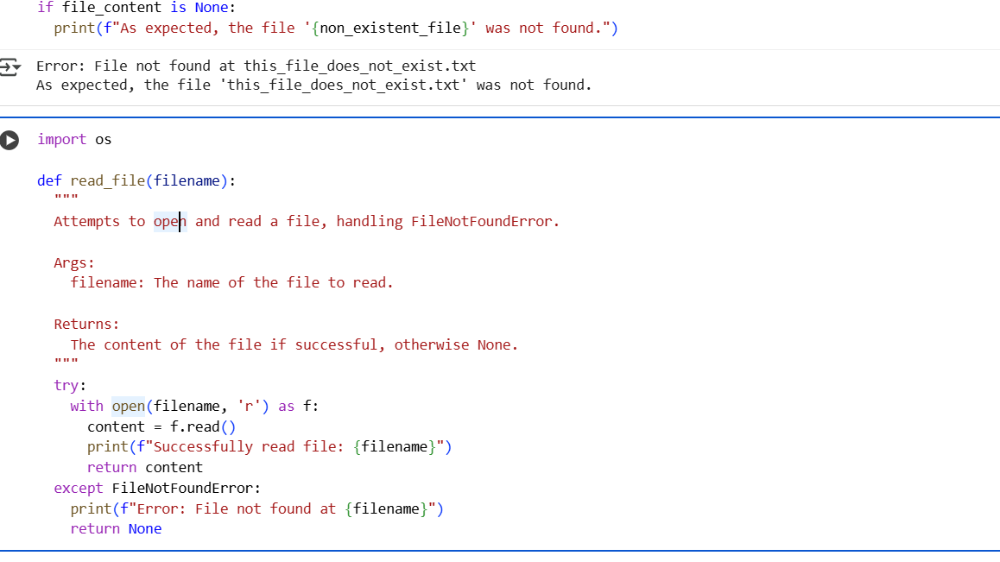 if file_content is None:
  print(f"As expected, the file '{non_existent_file}' was not found.")
Error: File not found at this_file_does_not_exist.txt
As expected, the file 'this_file_does_not_exist.txt' was not found.
import os

def read_file(filename):
  """
  Attempts to open and read a file, handling FileNotFoundError.

  Args:
    filename: The name of the file to read.

  Returns:
    The content of the file if successful, otherwise None.
  """
  try:
    with open(filename, 'r') as f:
      content = f.read()
      print(f"Successfully read file: {filename}")
      return content
  except FileNotFoundError:
    print(f"Error: File not found at {filename}")
    return None